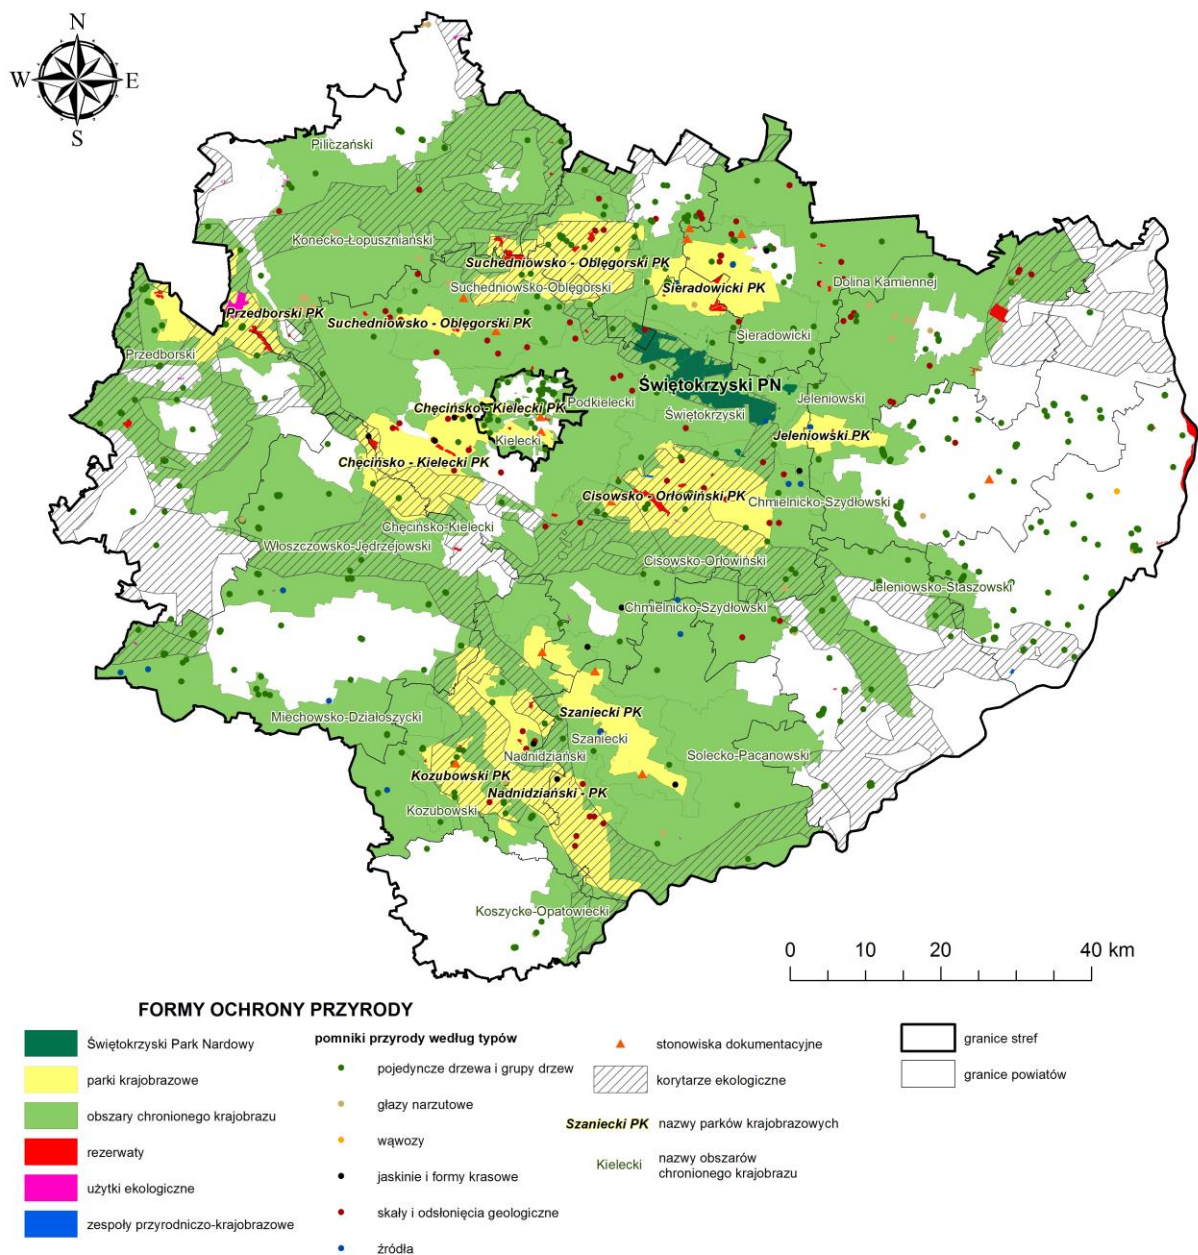 N
W E
S
Piliczański
Konecko-Łopuszniański
Suchedniowsko - Oblęgorski PK
Suchedniowsko-Oblęgorski
Sieradowicki PK
Dolina Kamiennej
Przedborski PK
Suchedniowsko - Oblęgorski PK
Sieradowicki
Przedborski
Świętokrzyski PN
Chęcińsko - Kielecki PK
Podkielecki
Jeleniowski
Świętokrzyski
Kielecki
Jeleniowski PK
Chęcińsko - Kielecki PK
Cisowsko - Orłowiński PK
Chmielnicko-Szydłowski
Chęcińsko-Kielecki
Włoszczowsko-Jędrzejowski
Cisowsko-Orłowiński
Jeleniowsko-Staszowski
Chmielnicko-Szydłowski
Miechowsko-Działoszycki
Szaniecki PK
Szaniecki
Nadnidziański
Solecko-Pacanowski
Kozubowski PK
Nadnidziański - PK
Kozubowski
Koszycko-Opatowiecki
0 10 20 40 km
FORMY OCHRONY PRZYRODY
Świętokrzyski Park Nardowy
parki krajobrazowe
obszary chronionego krajobrazu
rezerwaty
użytki ekologiczne
zespoły przyrodniczo-krajobrazowe
pomniki przyrody według typów
pojedyncze drzewa i grupy drzew
głazy narzutowe
wąwozy
jaskinie i formy krasowe
skały i odsłonięcia geologiczne
źródła
stonowiska dokumentacyjne
korytarze ekologiczne
Szaniecki PK nazwy parków krajobrazowych
Kielecki nazwy obszarów
chronionego krajobrazu
granice stref
granice powiatów